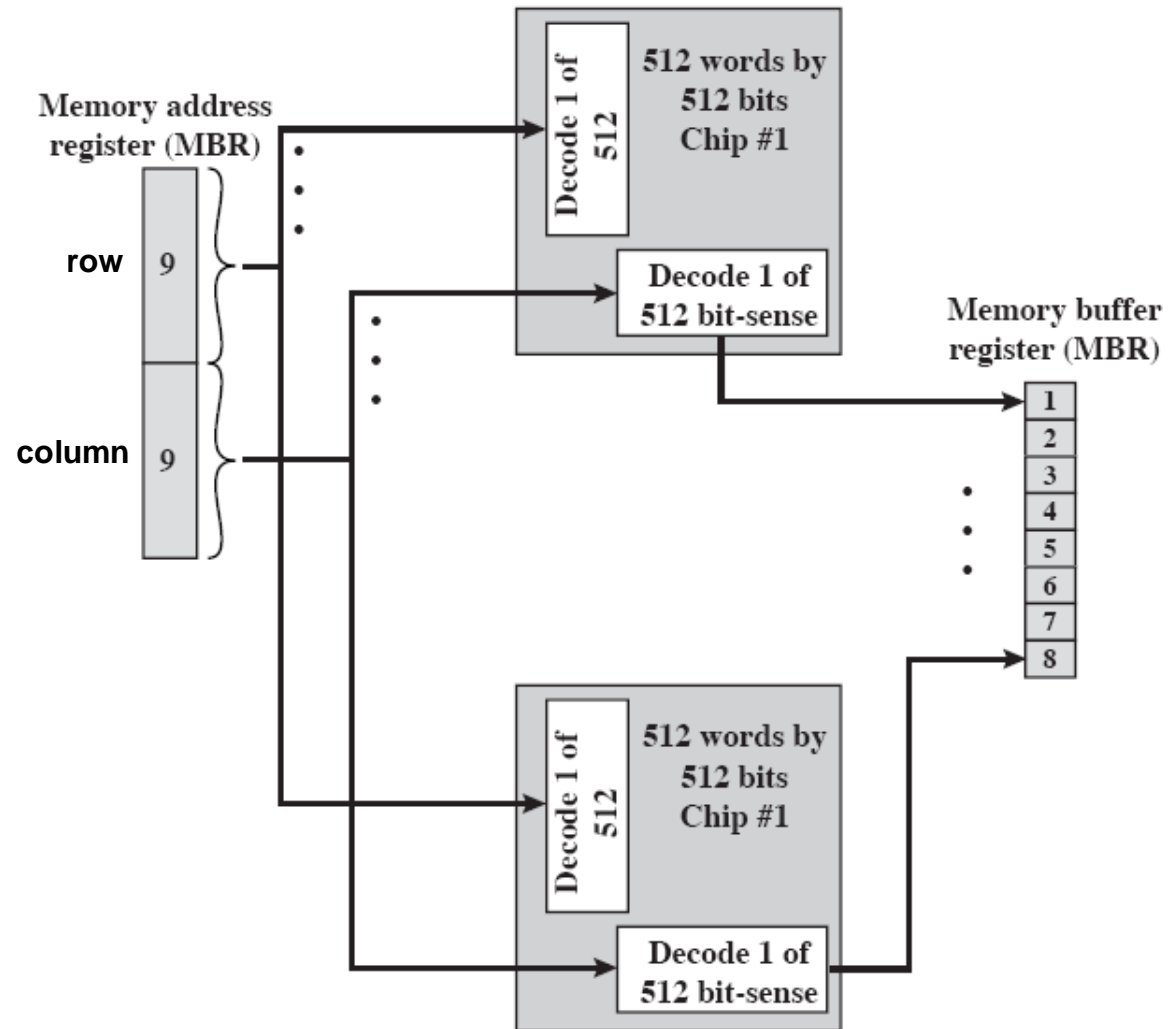 Memory address
register (MBR)
row
9
column
9
Decode 1 of
512
512 words by
512 bits
Chip #1
Decode 1 of
512 bit-sense
Memory buffer
register (MBR)
1
2
3
4
5
6
7
8
Decode 1 of
512
512 words by
512 bits
Chip #1
Decode 1 of
512 bit-sense